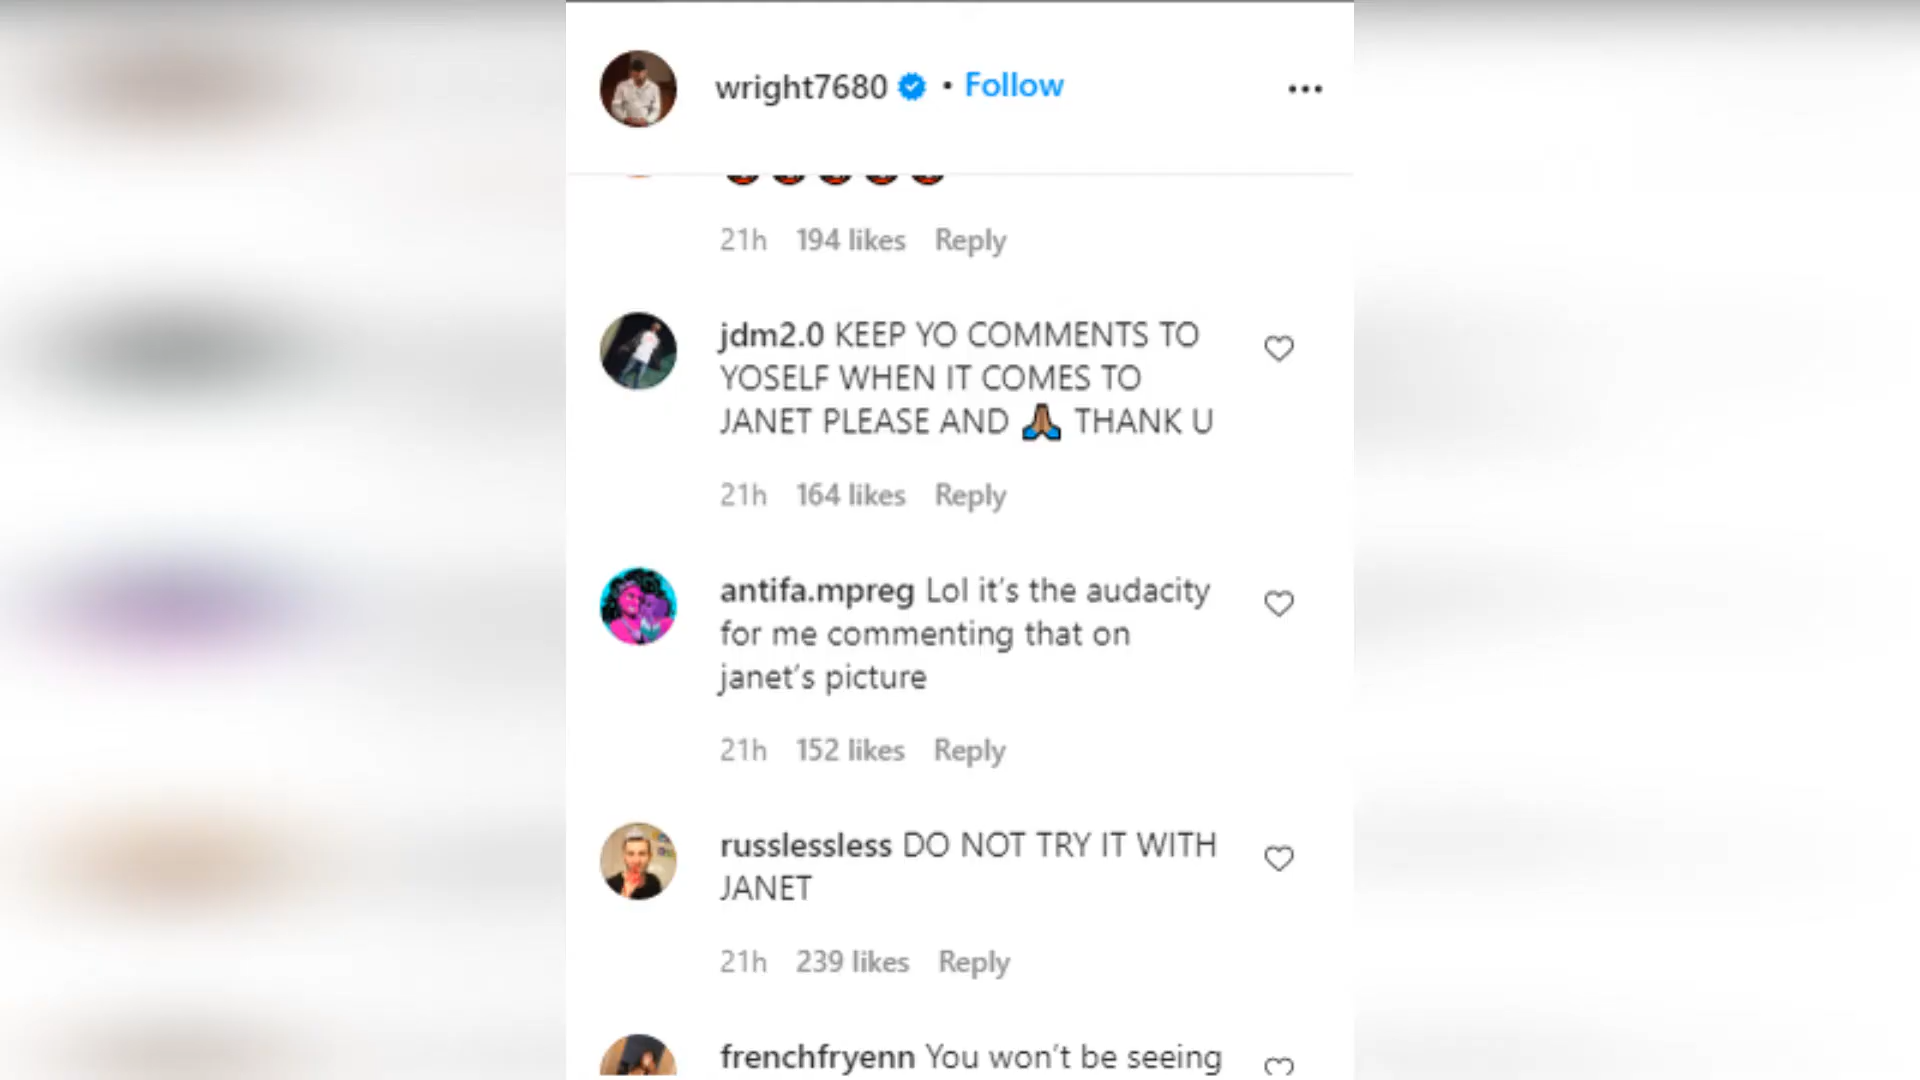 wright7680 • Follow
21h 194 likes Reply
jdm2.0 KEEP YO COMMENTS TO
YOSELF WHEN IT COMES TO
JANET PLEASE AND 🙏🏽 THANK U
21h 164 likes Reply
antifa.mpreg Lol it's the audacity
for me commenting that on
janet's picture
21h 152 likes Reply
russlessless DO NOT TRY IT WITH
JANET
21h 239 likes Reply
frenchfryenn You won't be seeing